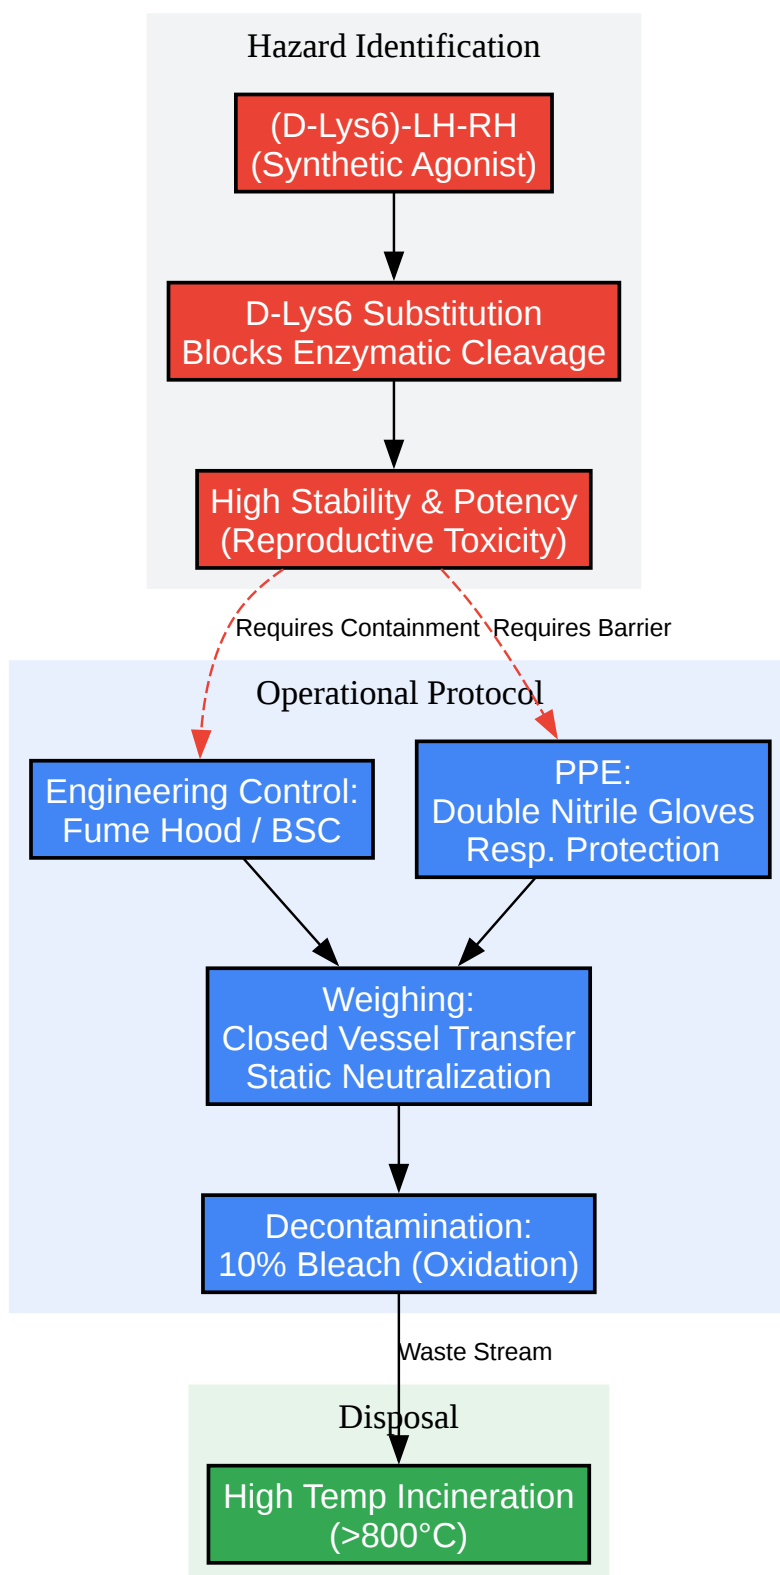 Hazard Identification
(D-Lys6)-LH-RH
(Synthetic Agonist)
D-Lys6 Substitution
Blocks Enzymatic Cleavage
High Stability & Potency
(Reproductive Toxicity)
Requires Containment
Requires Barrier
Operational Protocol
Engineering Control:
Fume Hood / BSC
PPE:
Double Nitrile Gloves
Resp. Protection
Weighing:
Closed Vessel Transfer
Static Neutralization
Decontamination:
10% Bleach (Oxidation)
Waste Stream
Disposal
High Temp Incineration
(>800°C)